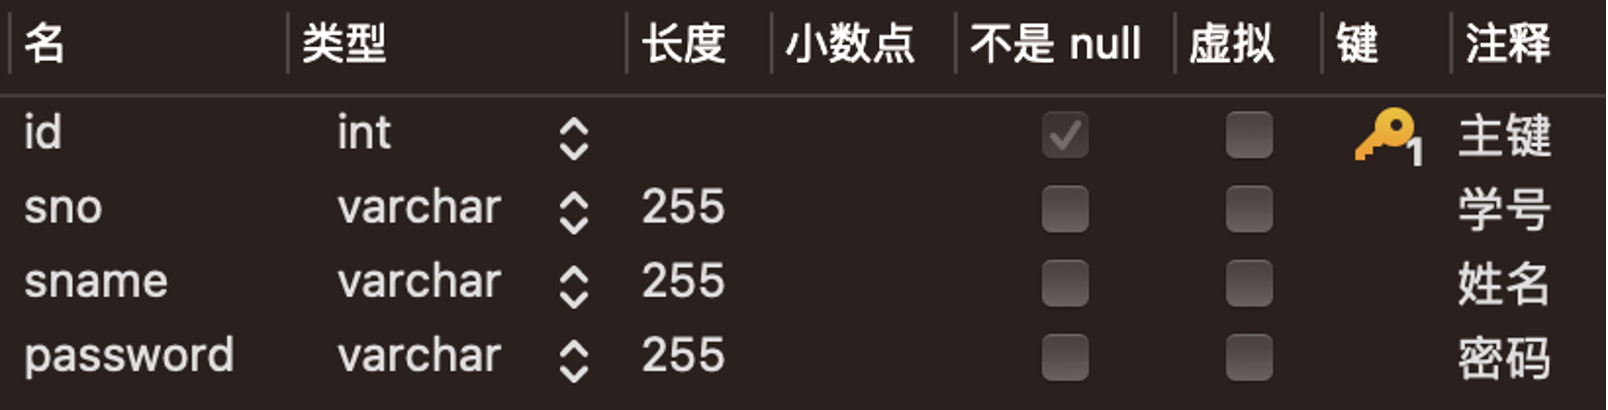 名 类型 长度 小数点 不是 null 虚拟 键 注释
id int 1 主键
sno varchar 255 学号
sname varchar 255 姓名
password varchar 255 密码